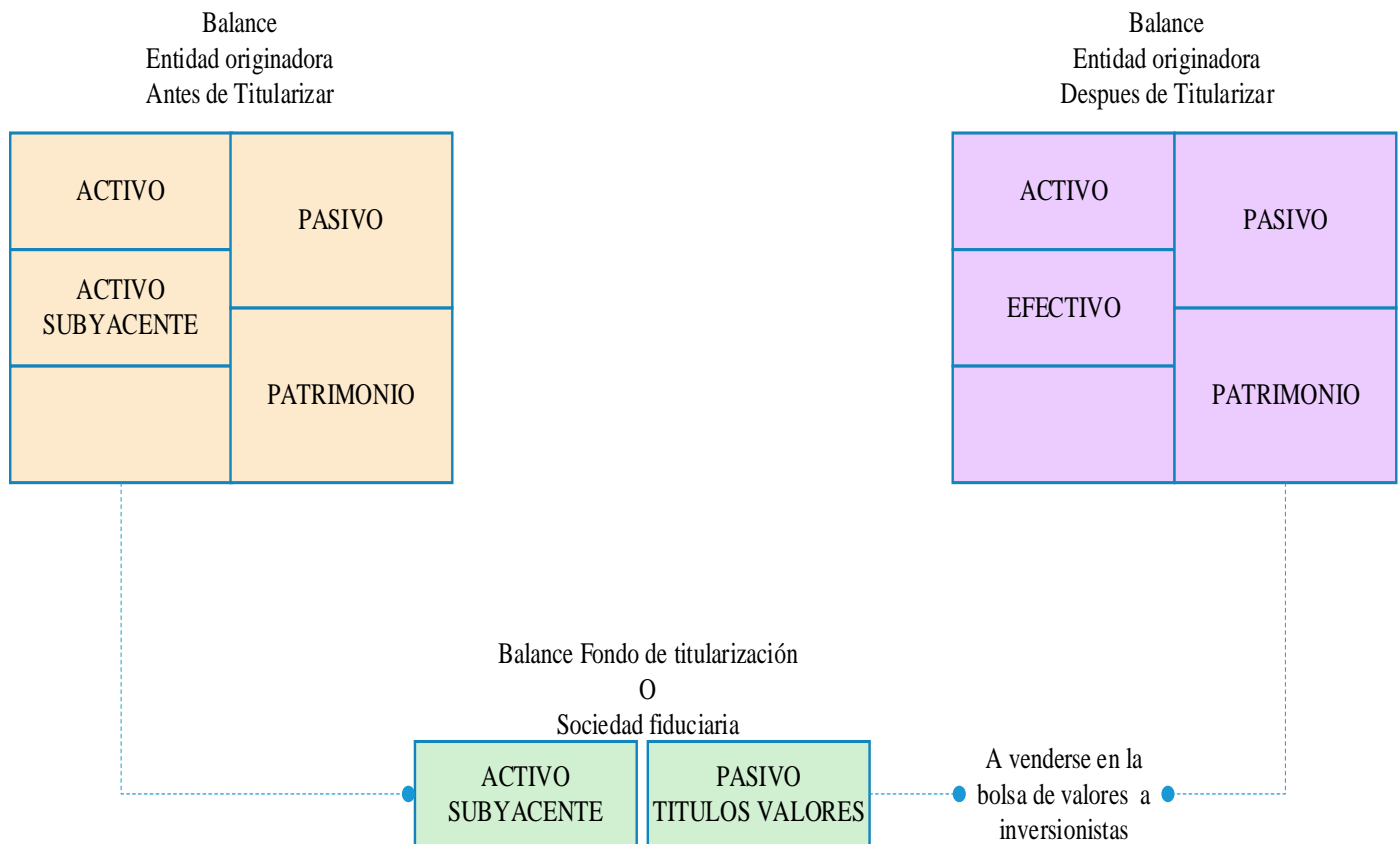 Balance
Entidad originadora
Antes de Titularizar
ACTIVO
PASIVO
ACTIVO
SUBYACENTE
PATRIMONIO
Balance
Entidad originadora
Despues de Titularizar
ACTIVO
PASIVO
EFECTIVO
PATRIMONIO
Balance Fondo de titularización
O
Sociedad fiduciaria
ACTIVO
SUBYACENTE
PASIVO
TITULOS VALORES
A venderse en la
bolsa de valores a
inversionistas